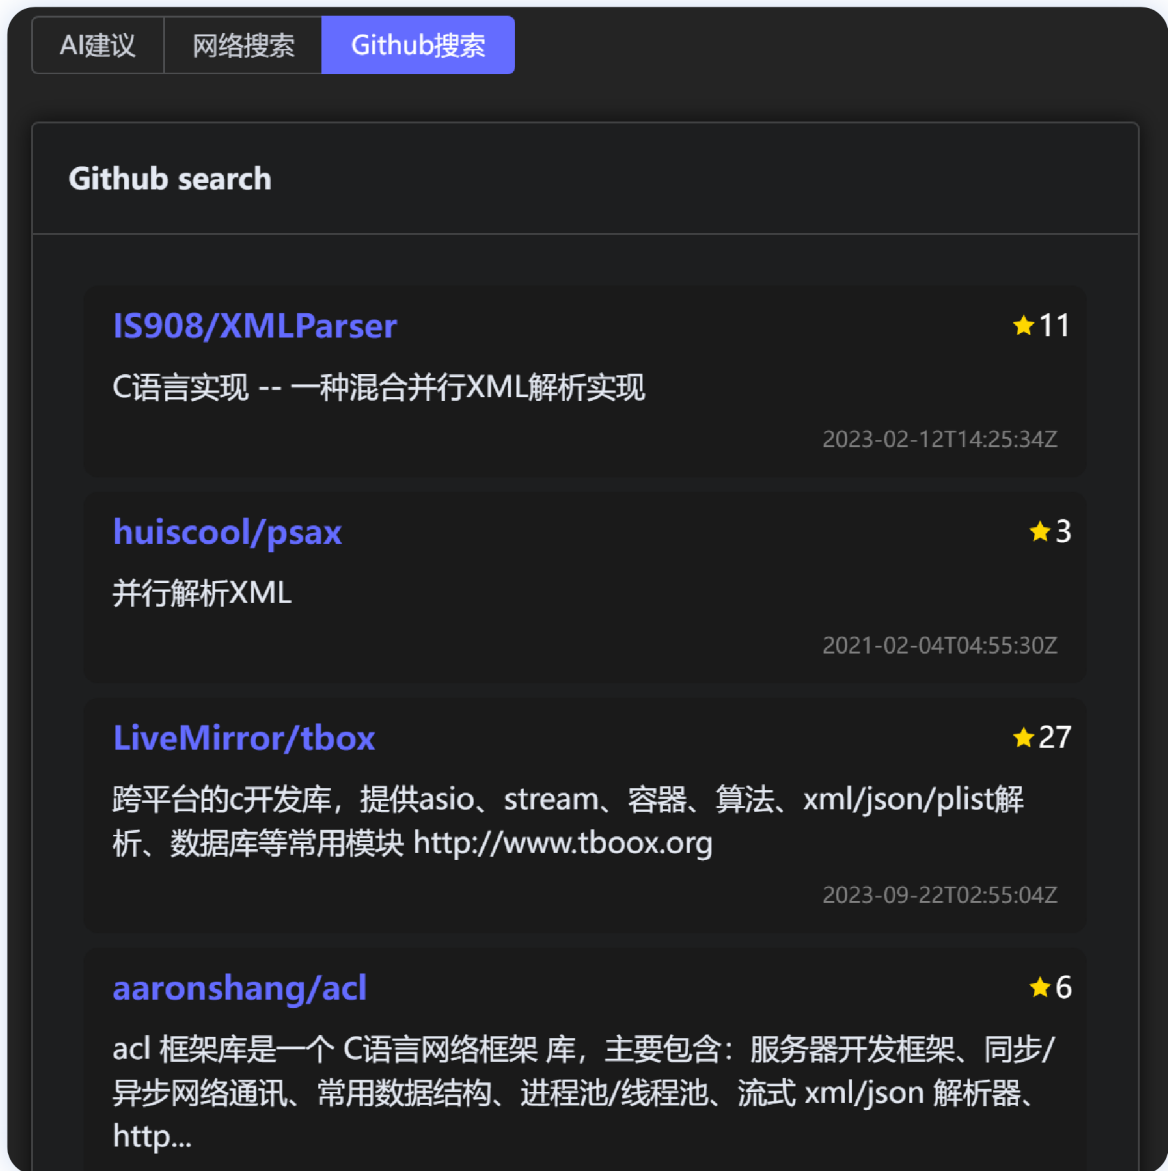 AI建议 网络搜索 Github搜索
Github search
IS908/XMLParser ★11
C语言实现 -- 一种混合并行XML解析实现
2023-02-12T14:25:34Z
huiscool/psax ★3
并行解析XML
2021-02-04T04:55:30Z
LiveMirror/tbox ★27
跨平台的c开发库，提供asio、stream、容器、算法、xml/json/plist解
析、数据库等常用模块 http://www.tboox.org
2023-09-22T02:55:04Z
aaronshang/acl ★6
acl 框架库是一个 C语言网络框架 库，主要包含：服务器开发框架、同步/
异步网络通讯、常用数据结构、进程池/线程池、流式 xml/json 解析器、
http...